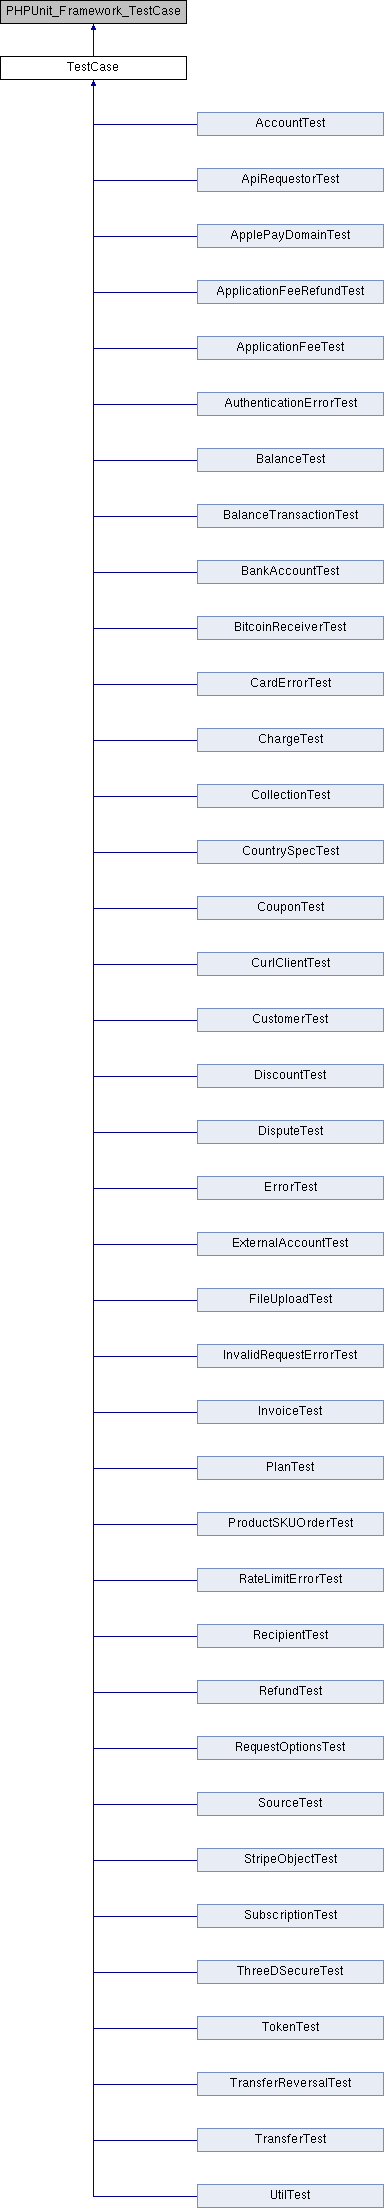 PHPUnit_Framework_TestCase
TestCase
AccountTest
ApiRequestorTest
ApplePayDomainTest
ApplicationFeeRefundTest
ApplicationFeeTest
AuthenticationErrorTest
BalanceTest
BalanceTransactionTest
BankAccountTest
BitcoinReceiverTest
CardErrorTest
ChargeTest
CollectionTest
CountrySpecTest
CouponTest
CurlClientTest
CustomerTest
DiscountTest
DisputeTest
ErrorTest
ExternalAccountTest
FileUploadTest
InvalidRequestErrorTest
InvoiceTest
PlanTest
ProductSKUOrderTest
RateLimitErrorTest
RecipientTest
RefundTest
RequestOptionsTest
SourceTest
StripeObjectTest
SubscriptionTest
ThreeDSecureTest
TokenTest
TransferReversalTest
TransferTest
UtilTest